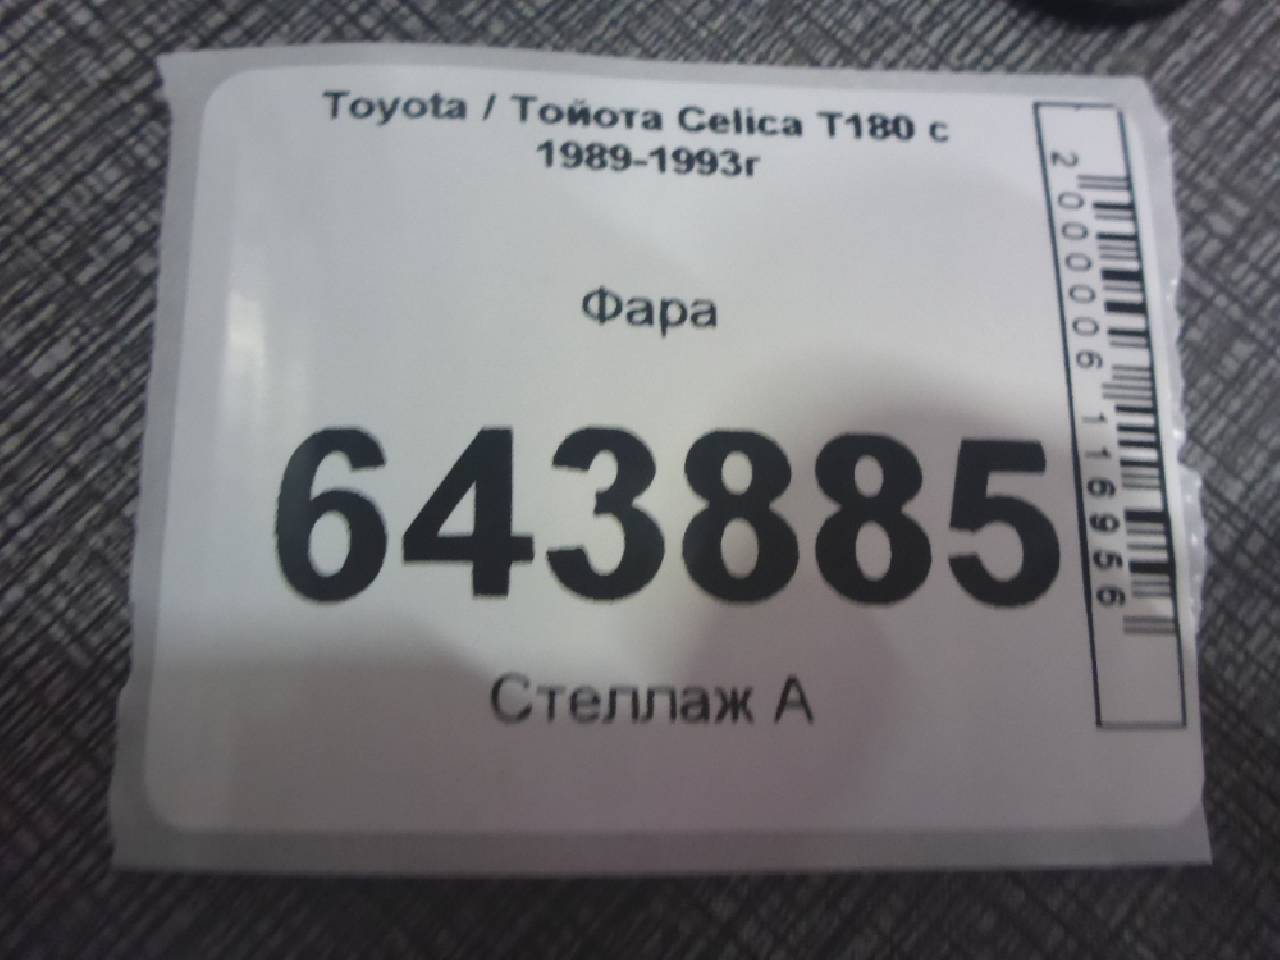 Toyota / Тойота Celica T180 с
1989-1993г
Фара
643885
Стеллаж А
2000006116956